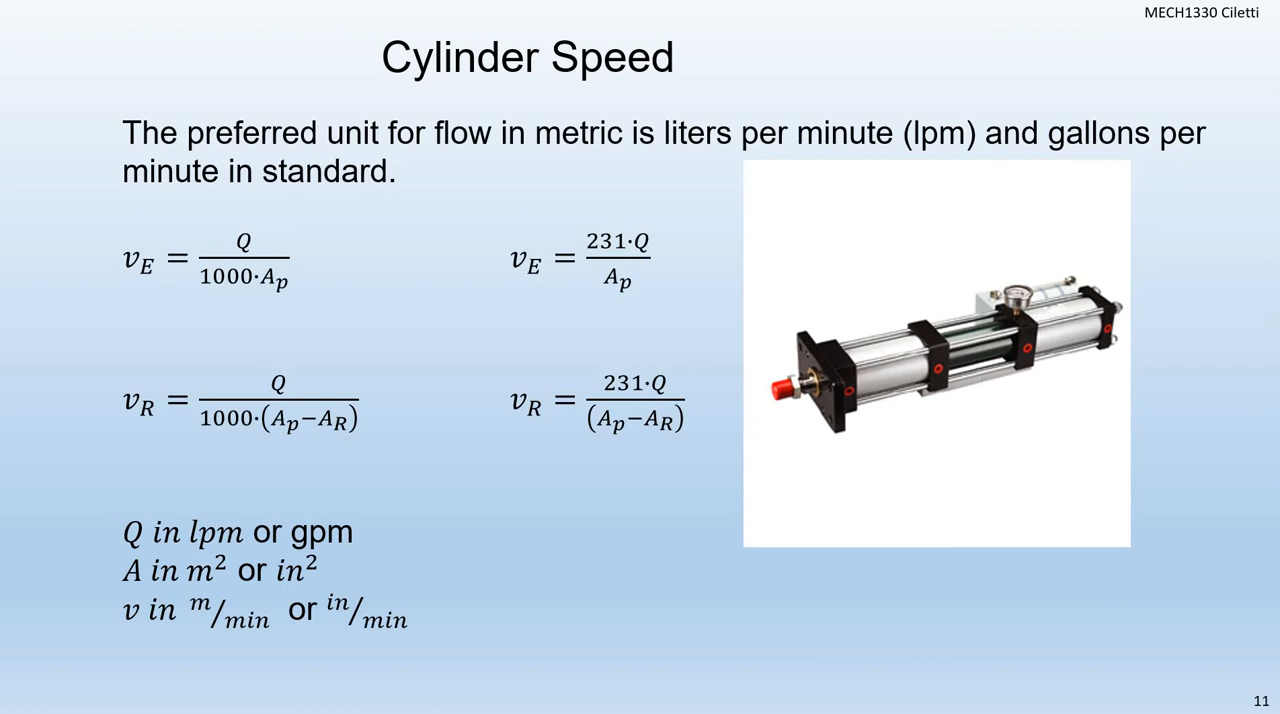 MECH1330 Ciletti
Cylinder Speed
The preferred unit for flow in metric is liters per minute (lpm) and gallons per
minute in standard.
v_E = Q / 1000·A_p
v_E = 231·Q / A_p
v_R = Q / 1000·(A_p−A_R)
v_R = 231·Q / (A_p−A_R)
Q in lpm or gpm
A in m² or in²
v in m/min or in/min
11